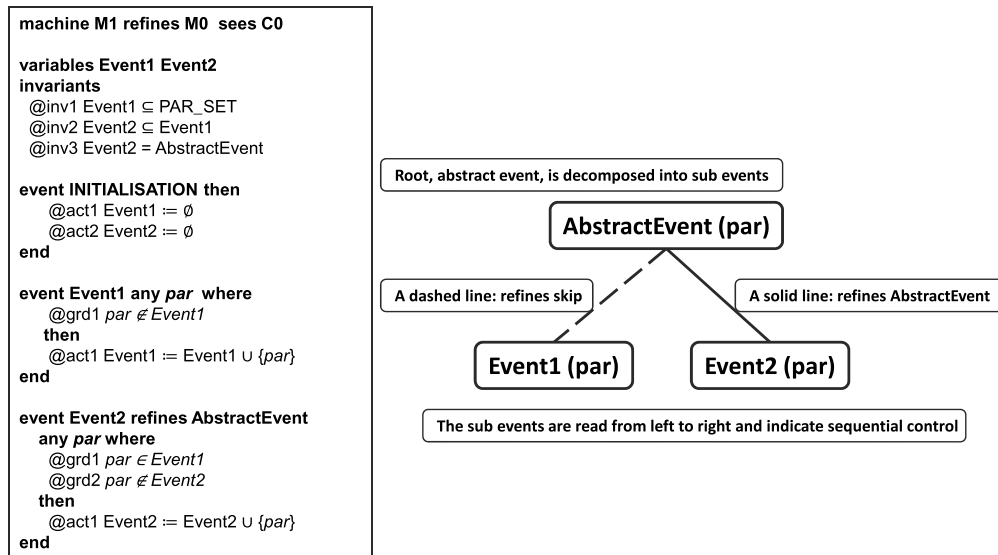 machine M1 refines M0 sees C0
variables Event1 Event2
invariants
@inv1 Event1 ⊆ PAR_SET
@inv2 Event2 ⊆ Event1
@inv3 Event2 = AbstractEvent
event INITIALISATION then
@act1 Event1 ≔ ∅
@act2 Event2 ≔ ∅
end
event Event1 any par where
@grd1 par ∉ Event1
then
@act1 Event1 ≔ Event1 ∪ {par}
end
event Event2 refines AbstractEvent
any par where
@grd1 par ∈ Event1
@grd2 par ∉ Event2
then
@act1 Event2 ≔ Event2 ∪ {par}
end
Root, abstract event, is decomposed into sub events
AbstractEvent (par)
A dashed line: refines skip
A solid line: refines AbstractEvent
Event1 (par)
Event2 (par)
The sub events are read from left to right and indicate sequential control